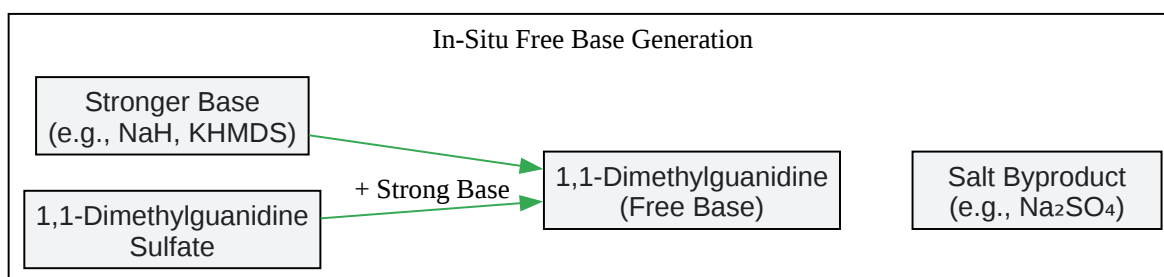 In-Situ Free Base Generation
Stronger Base
(e.g., NaH, KHMDS)
1,1-Dimethylguanidine
Sulfate
+ Strong Base
1,1-Dimethylguanidine
(Free Base)
Salt Byproduct
(e.g., Na₂SO₄)